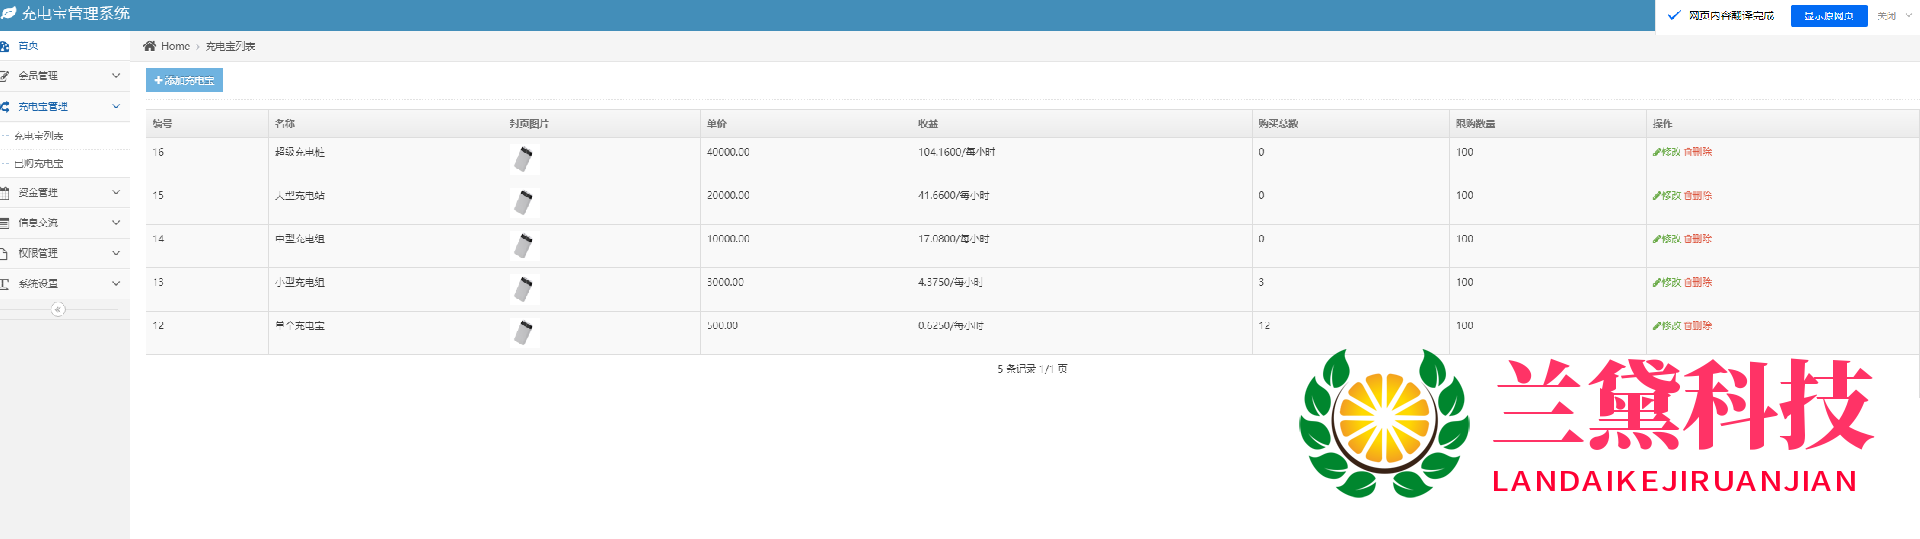 充电宝管理系统
网页内容翻译完成 显示原网页 关闭
首页
Home › 充电宝列表
会员管理
添加充电宝
充电宝管理
充电宝列表
已购充电宝
资金管理
信息交流
权限管理
系统设置
编号 名称 封页图片 单价 收益 购买总数 限购数量 操作
16 超级充电桩 40000.00 104.1600/每小时 0 100 修改 删除
15 大型充电站 20000.00 41.6600/每小时 0 100 修改 删除
14 中型充电组 10000.00 17.0800/每小时 0 100 修改 删除
13 小型充电组 3000.00 4.3750/每小时 3 100 修改 删除
12 单个充电宝 500.00 0.6250/每小时 12 100 修改 删除
5 条记录 1/1 页
兰黛科技
LANDAIKEJIRUANJIAN